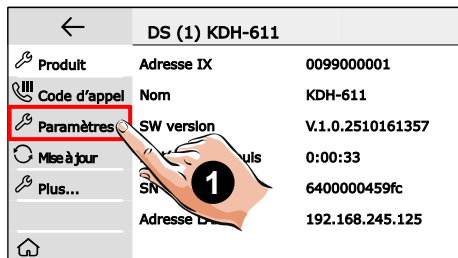 DS (1) KDH-611
Produit
Adresse IX 0099000001
Code d'appel
Nom KDH-611
Paramètres
SW version V.1.0.2510161357
Mise à jour
0:00:33
Plus...
SN 6400000459fc
Adresse 192.168.245.125
1